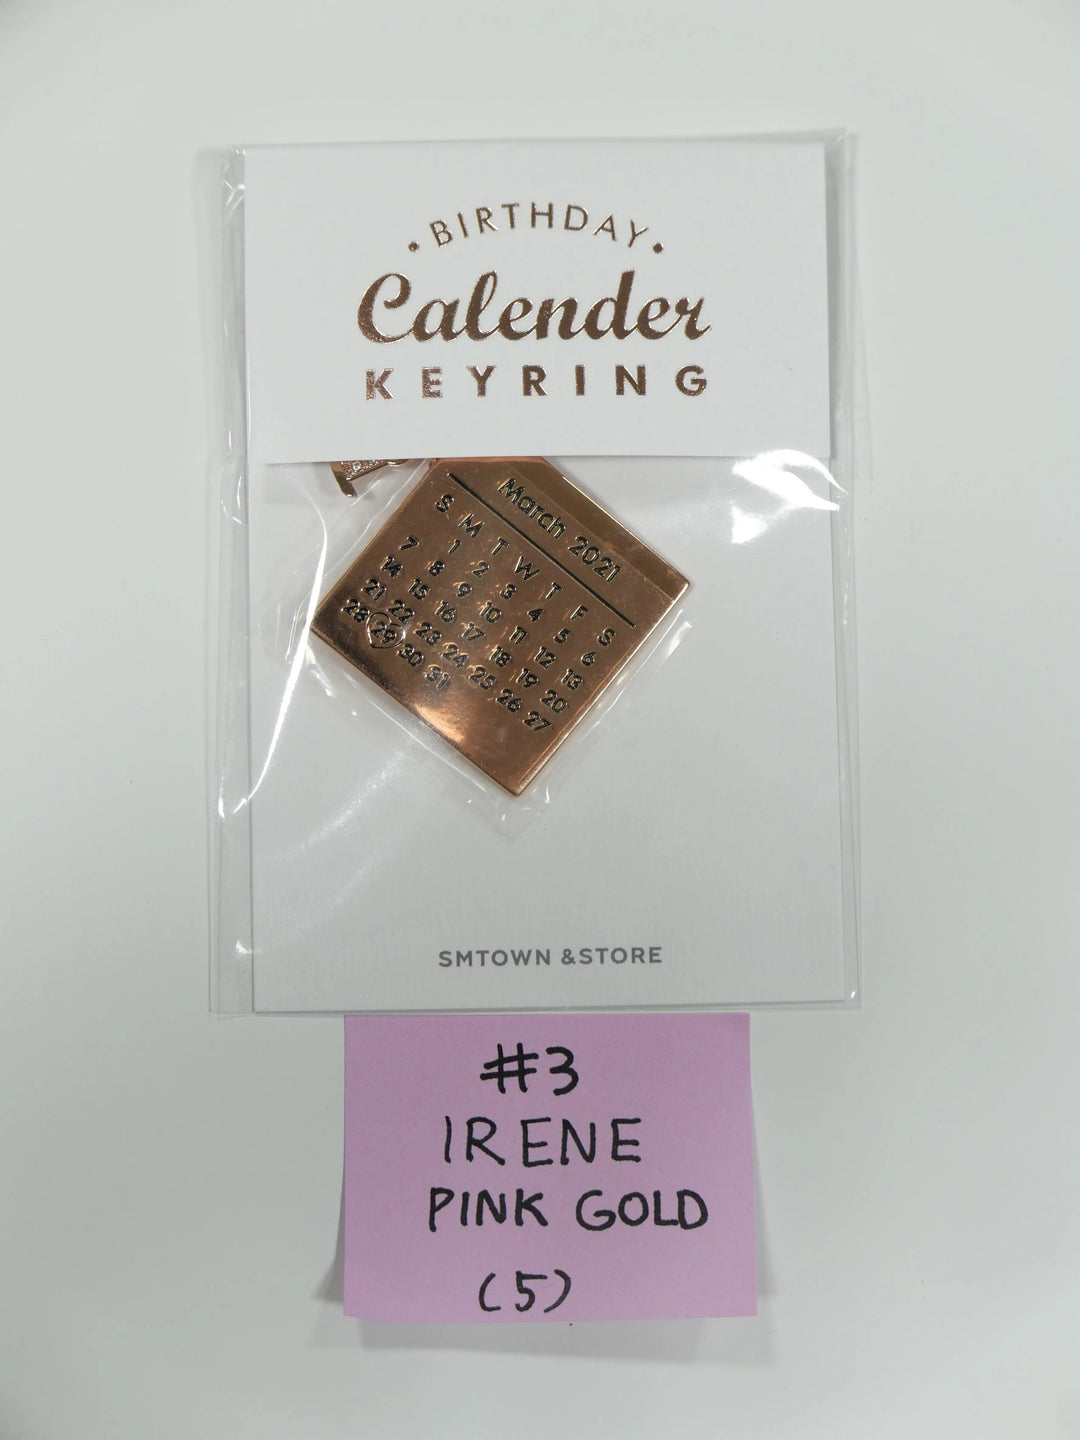 • BIRTHDAY •
Calender
KEYRING
March 2021
S M T W T F S
1 2 3 4 5 6
7 8 9 10 11 12 13
14 15 16 17 18 19 20
21 22 23 24 25 26 27
28 29 30 31
SMTOWN &STORE
#3
IRENE
PINK GOLD
(5)